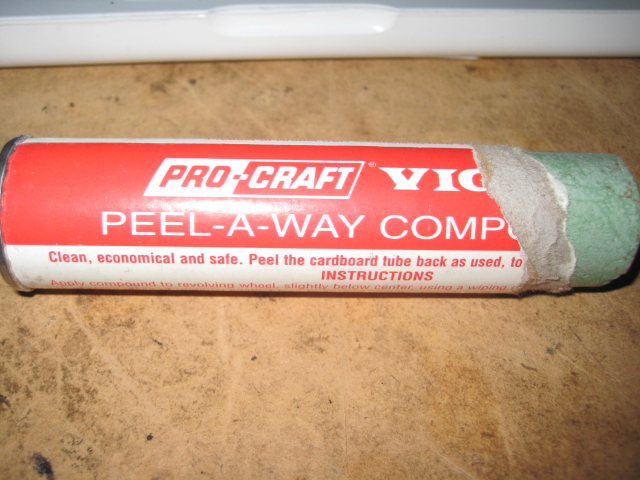 PRO-CRAFT® VIG
PEEL-A-WAY COMPO
Clean, economical and safe. Peel the cardboard tube back as used, to
INSTRUCTIONS
Apply compound to revolving wheel, slightly below center, using a wiping